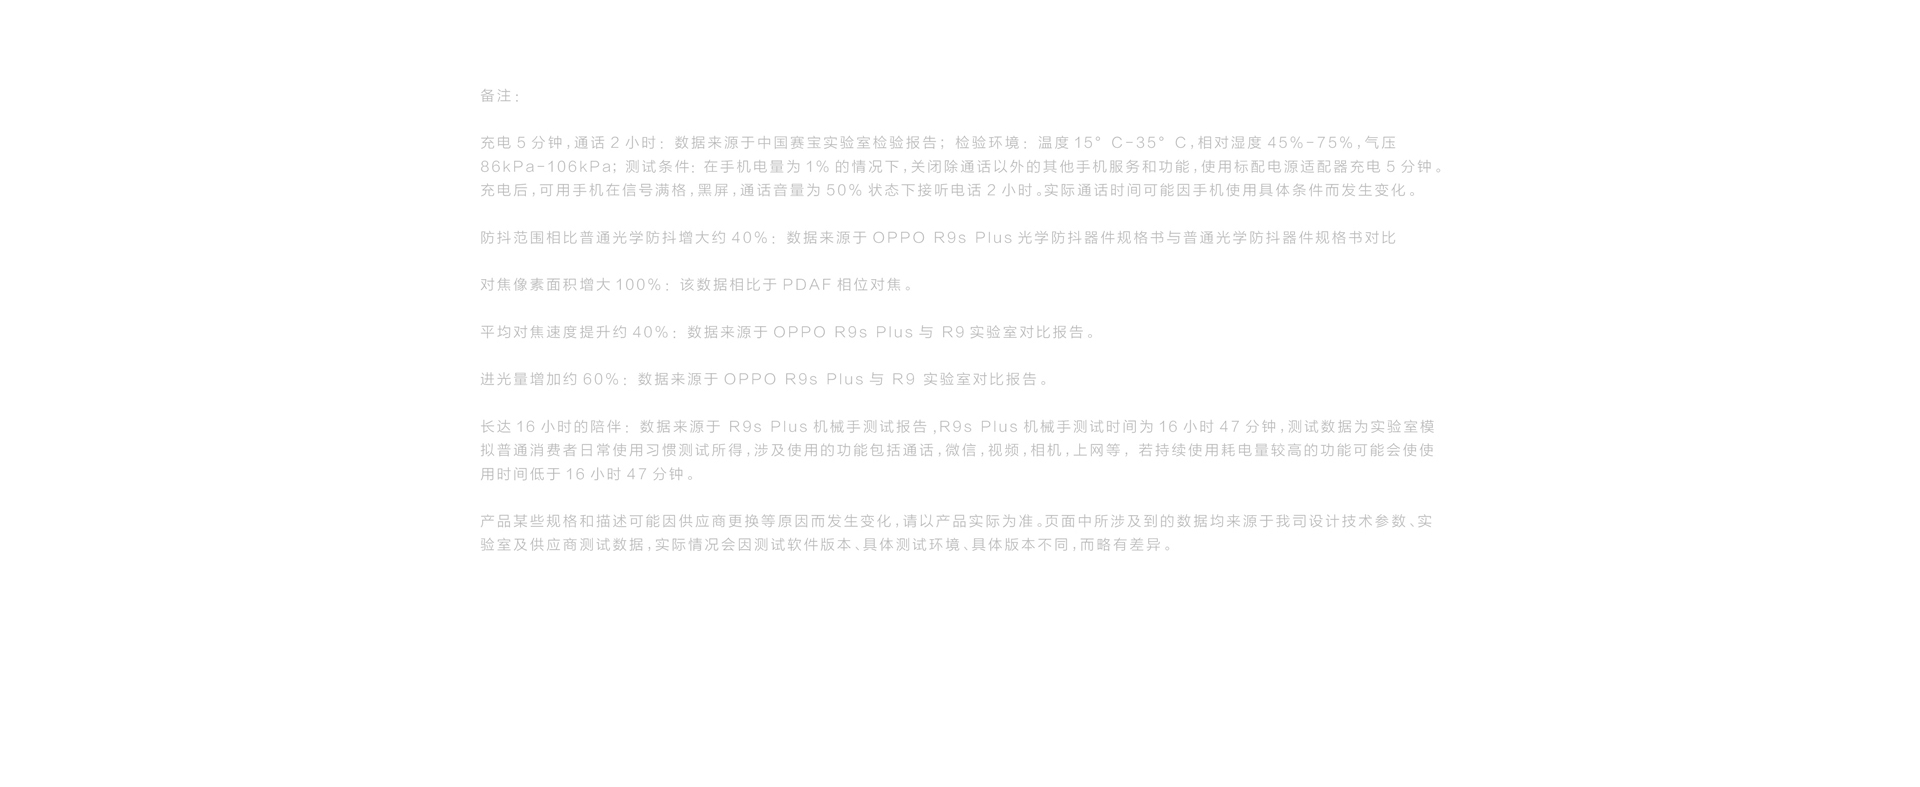 备注：
充电 5 分钟，通话 2 小时：数据来源于中国赛宝实验室检验报告；检验环境：温度 15°C-35°C，相对湿度 45%-75%，气压
86kPa-106kPa；测试条件：在手机电量为 1% 的情况下，关闭除通话以外的其他手机服务和功能，使用标配电源适配器充电 5 分钟。
充电后，可用手机在信号满格，黑屏，通话音量为 50% 状态下接听电话 2 小时。实际通话时间可能因手机使用具体条件而发生变化。
防抖范围相比普通光学防抖增大约 40%：数据来源于 OPPO R9s Plus 光学防抖器件规格书与普通光学防抖器件规格书对比
对焦像素面积增大 100%：该数据相比于 PDAF 相位对焦。
平均对焦速度提升约 40%：数据来源于 OPPO R9s Plus 与 R9 实验室对比报告。
进光量增加约 60%：数据来源于 OPPO R9s Plus 与 R9 实验室对比报告。
长达 16 小时的陪伴：数据来源于 R9s Plus 机械手测试报告，R9s Plus 机械手测试时间为 16 小时 47 分钟，测试数据为实验室模
拟普通消费者日常使用习惯测试所得，涉及使用的功能包括通话，微信，视频，相机，上网等，若持续使用耗电量较高的功能可能会使使
用时间低于 16 小时 47 分钟。
产品某些规格和描述可能因供应商更换等原因而发生变化，请以产品实际为准。页面中所涉及到的数据均来源于我司设计技术参数、实
验室及供应商测试数据，实际情况会因测试软件版本、具体测试环境、具体版本不同，而略有差异。